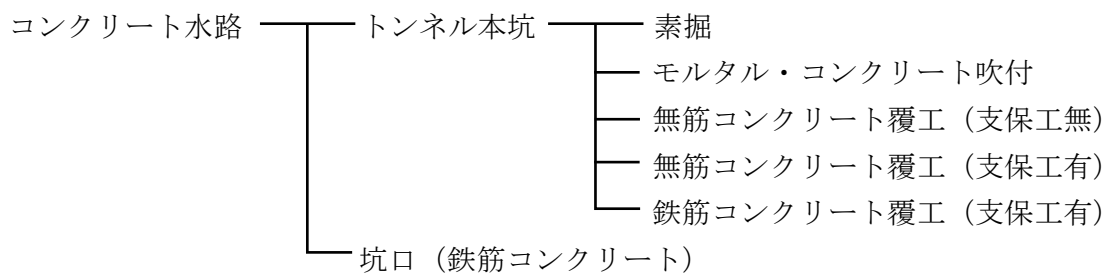 コンクリート水路 トンネル本坑 素掘
モルタル・コンクリート吹付
無筋コンクリート覆工（支保工無）
無筋コンクリート覆工（支保工有）
鉄筋コンクリート覆工（支保工有）
坑口（鉄筋コンクリート）